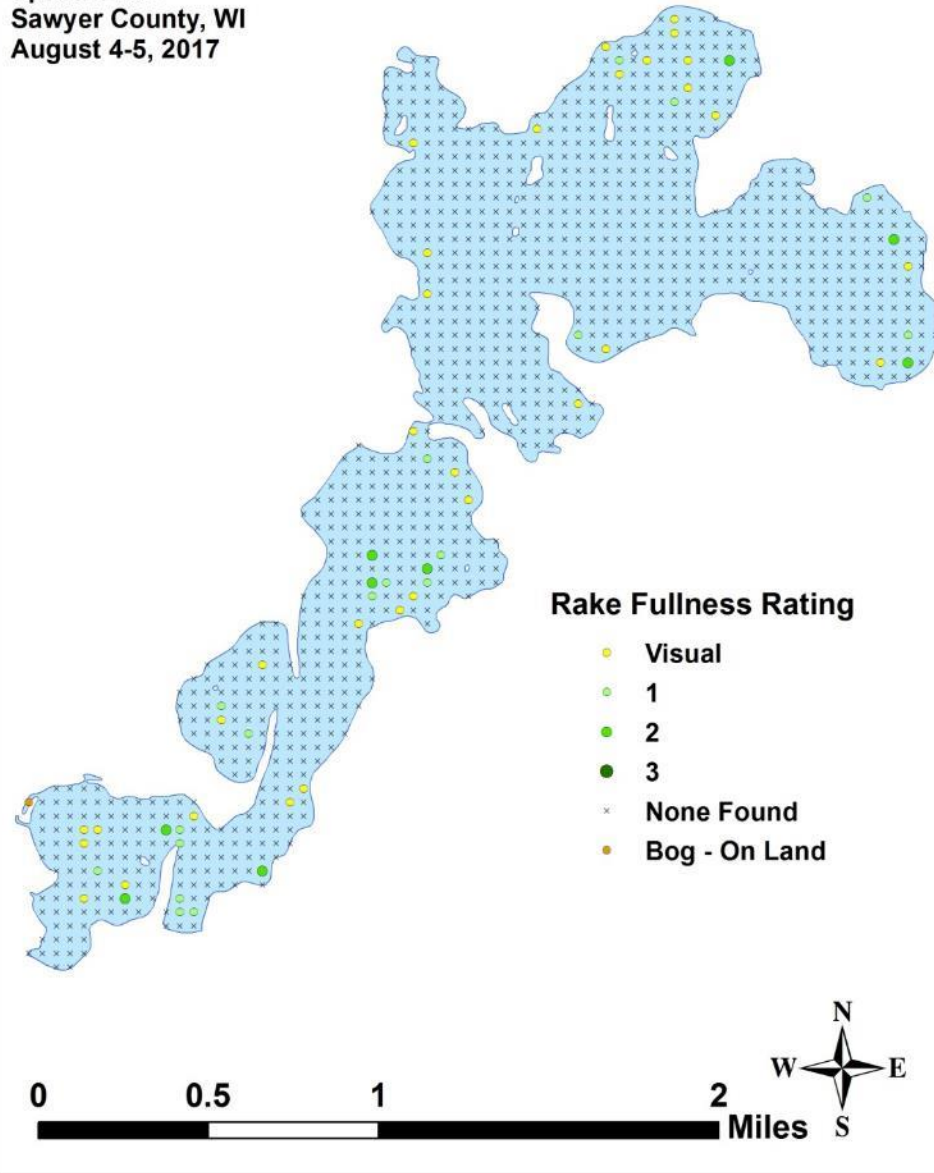 Sawyer County, WI
August 4-5, 2017
Rake Fullness Rating
Visual
1
2
3
None Found
Bog - On Land
N
W E
S
0 0.5 1 2
Miles